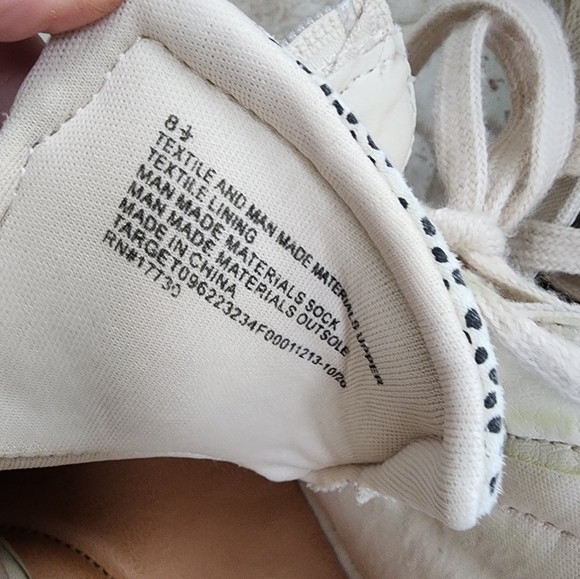 8½
TEXTILE AND MAN MADE MATERIALS UPPER
TEXTILE LINING
MAN MADE MATERIALS SOCK
MAN MADE MATERIALS OUTSOLE
MADE IN CHINA
TARGET096223234F00011213-10/20
RN#17730